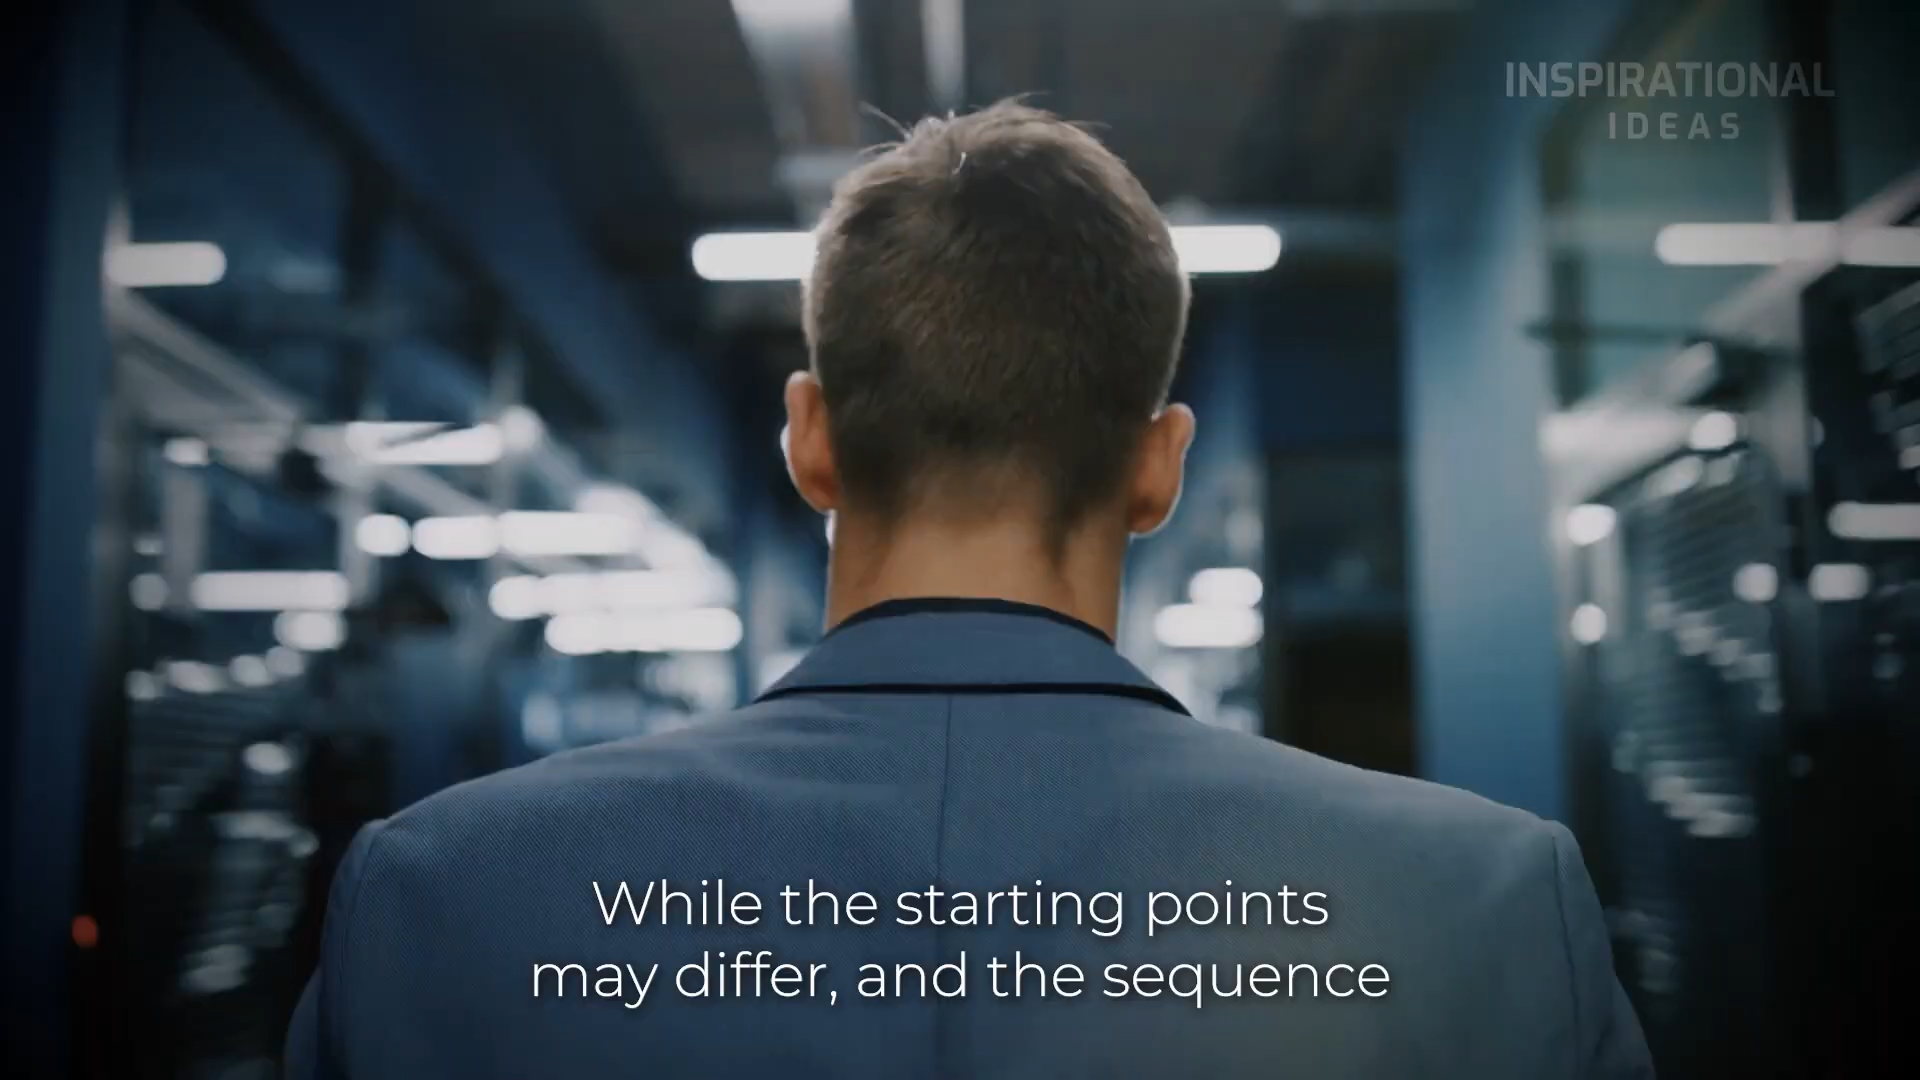 INSPIRATIONAL
IDEAS
While the starting points
may differ, and the sequence